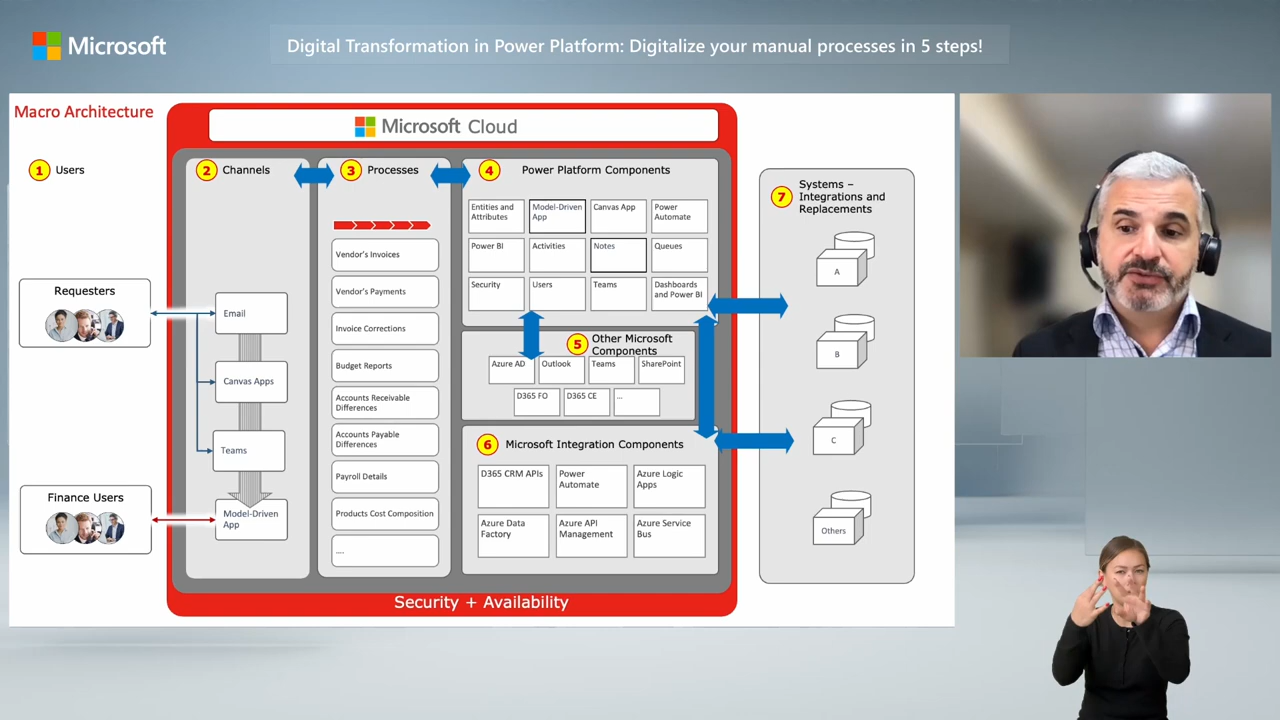 Microsoft
Digital Transformation in Power Platform: Digitalize your manual processes in 5 steps!
Macro Architecture
Microsoft Cloud
1 Users
Requesters
Finance Users
2 Channels
Email
Canvas Apps
Teams
Model-Driven
App
3 Processes
Vendor's Invoices
Vendor's Payments
Invoice Corrections
Budget Reports
Accounts Receivable
Differences
Accounts Payable
Differences
Payroll Details
Products Cost Composition
....
4 Power Platform Components
Entities and
Attributes
Model-Driven
App
Canvas App
Power
Automate
Power BI
Activities
Notes
Queues
Security
Users
Teams
Dashboards
and Power BI
5 Other Microsoft
Components
Azure AD
Outlook
Teams
SharePoint
D365 FO
D365 CE
...
6 Microsoft Integration Components
D365 CRM APIs
Power
Automate
Azure Logic
Apps
Azure Data
Factory
Azure API
Management
Azure Service
Bus
7 Systems –
Integrations and
Replacements
A
B
C
Others
Security + Availability